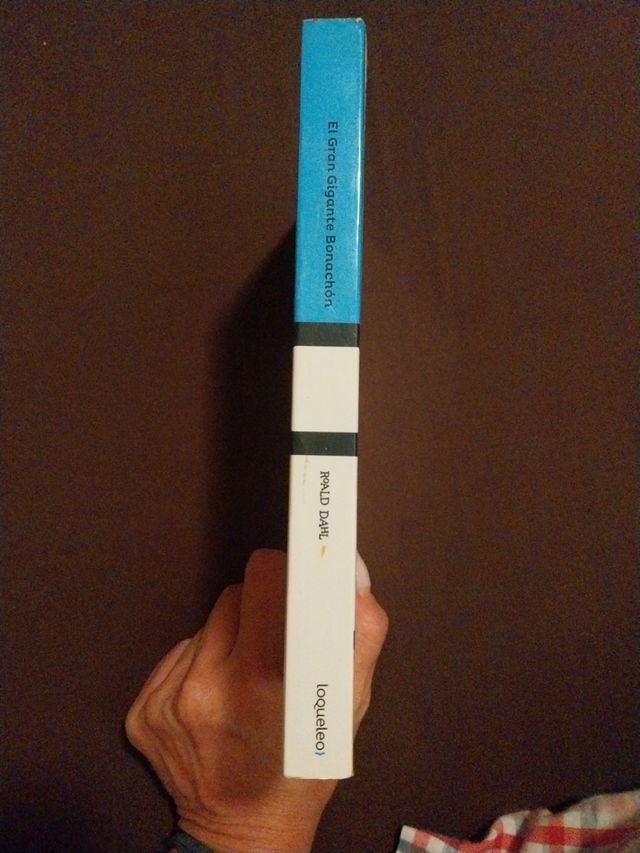 El Gran Gigante Bonachón
ROALD DAHL
loqueleo